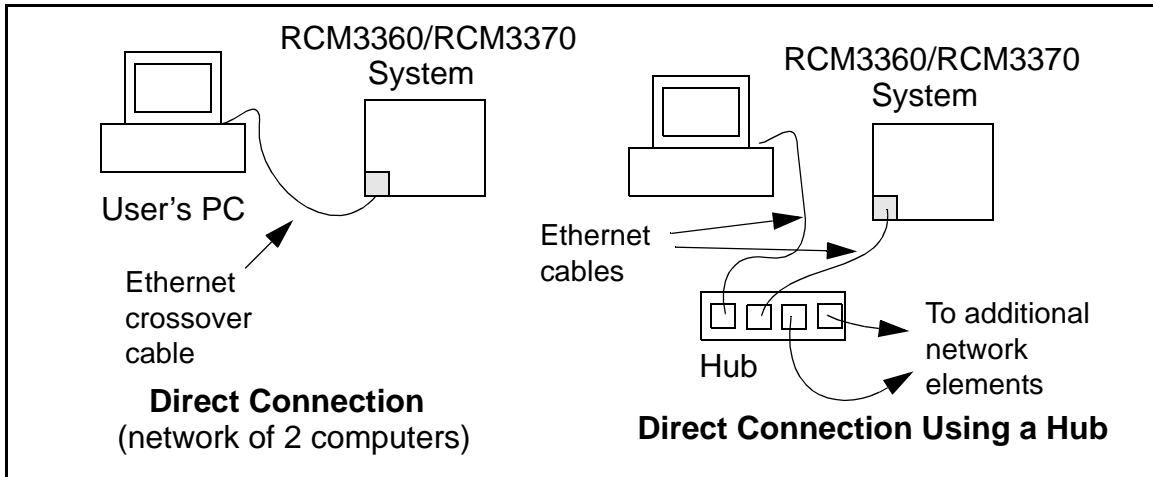 RCM3360/RCM3370
System
User's PC
Ethernet
crossover
cable
Direct Connection
(network of 2 computers)
RCM3360/RCM3370
System
Ethernet
cables
Hub
To additional
network
elements
Direct Connection Using a Hub